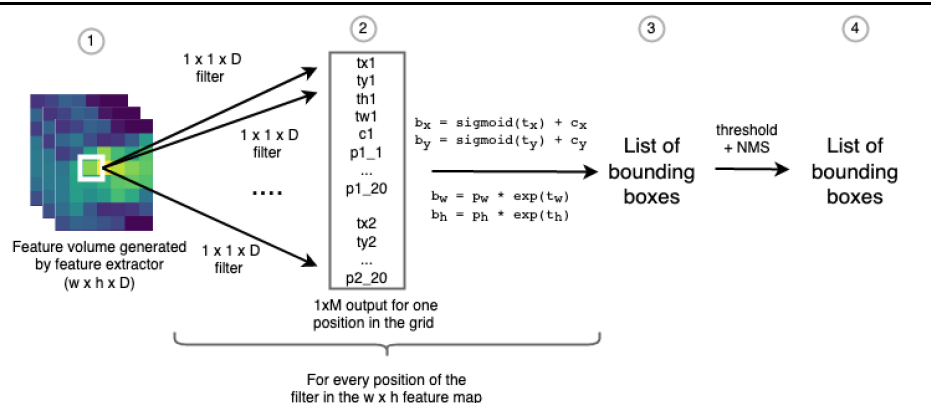 1
2
3
4
1 x 1 x D
filter
1 x 1 x D
filter
....
1 x 1 x D
filter
Feature volume generated
by feature extractor
(w x h x D)
tx1
ty1
th1
tw1
c1
p1_1
...
p1_20
tx2
ty2
...
p2_20
1xM output for one
position in the grid
bx = sigmoid(tx) + cx
by = sigmoid(ty) + cy
bw = pw * exp(tw)
bh = ph * exp(th)
List of
bounding
boxes
threshold
+ NMS
List of
bounding
boxes
For every position of the
filter in the w x h feature map